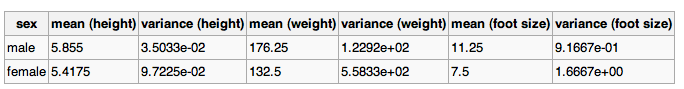 sex mean (height) variance (height) mean (weight) variance (weight) mean (foot size) variance (foot size)
male 5.855 3.5033e-02 176.25 1.2292e+02 11.25 9.1667e-01
female 5.4175 9.7225e-02 132.5 5.5833e+02 7.5 1.6667e+00